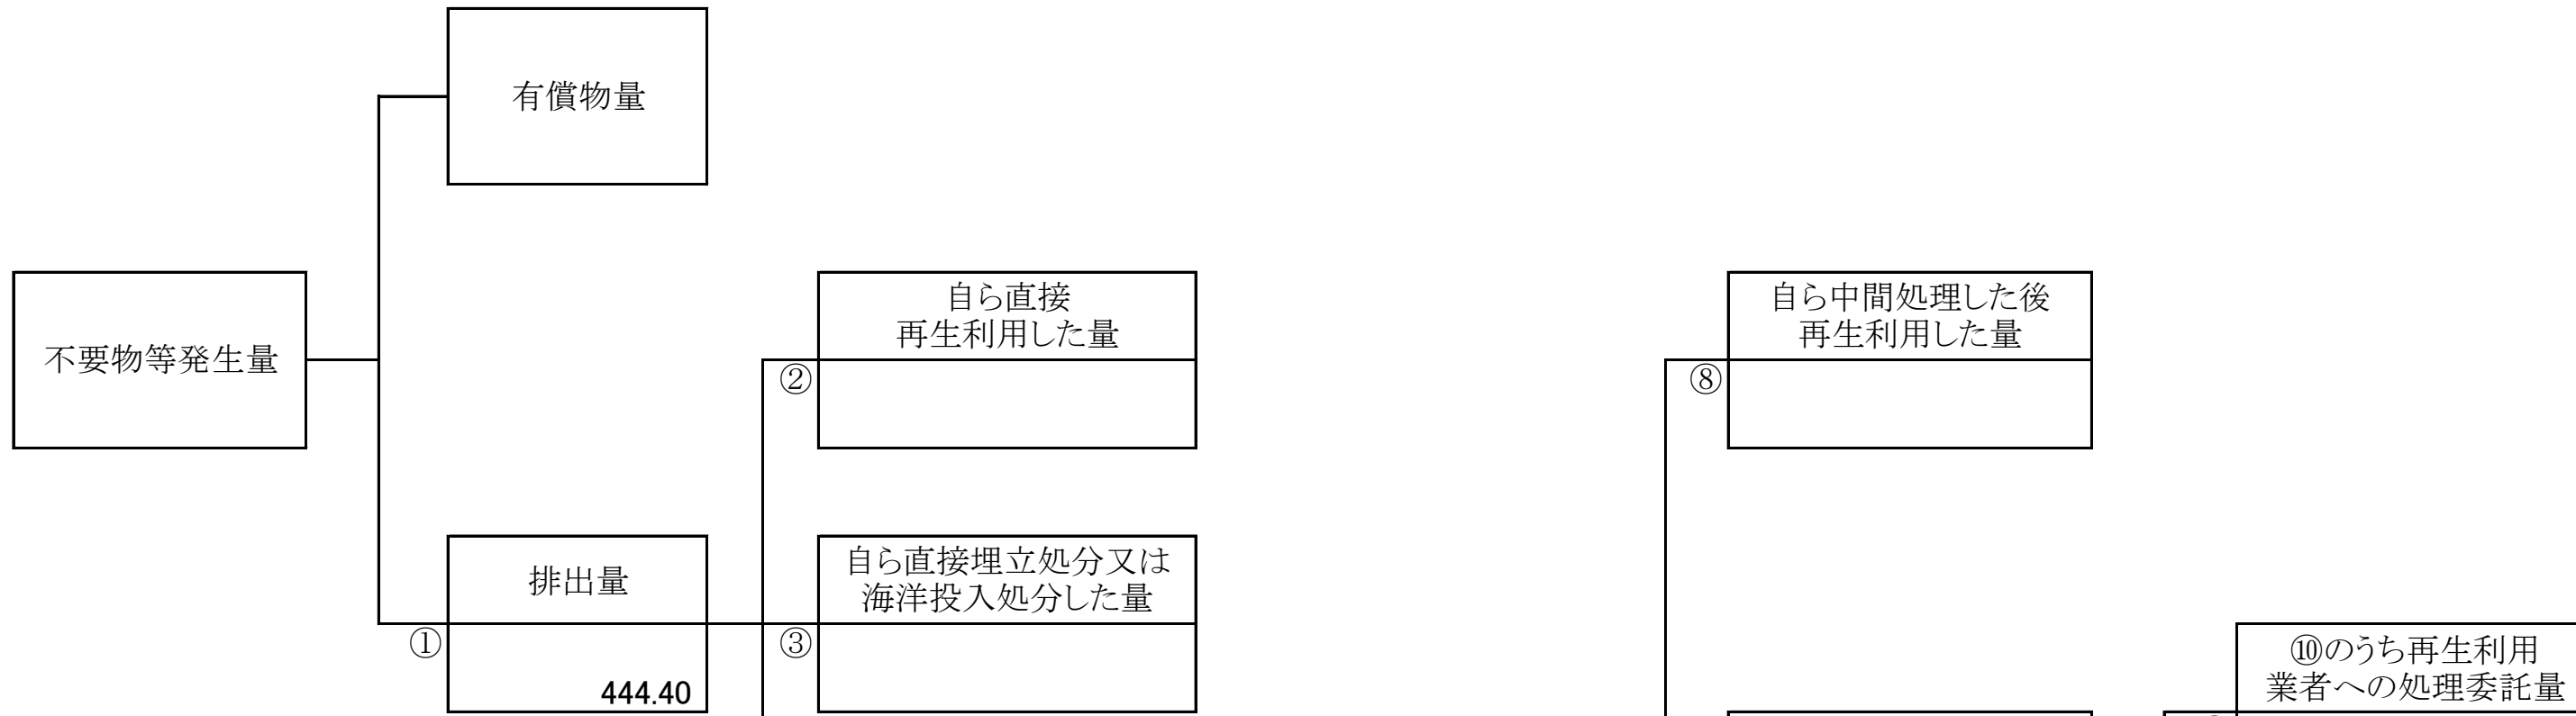 有償物量
不要物等発生量
自ら直接
再生利用した量
②
自ら中間処理した後
再生利用した量
⑧
排出量
①
444.40
自ら直接埋立処分又は
海洋投入処分した量
③
⑩のうち再生利用
業者への処理委託量